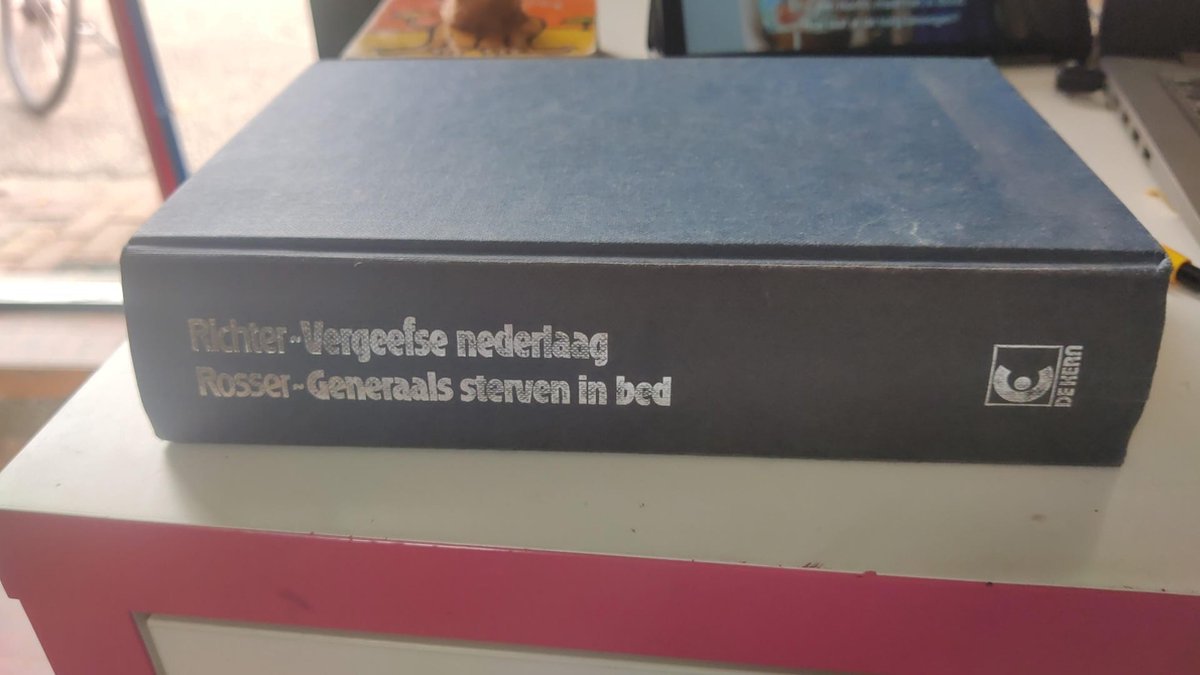 Richter~Vergeefse nederlaag
Rosser~Generaals sterven in bed
DE KERN